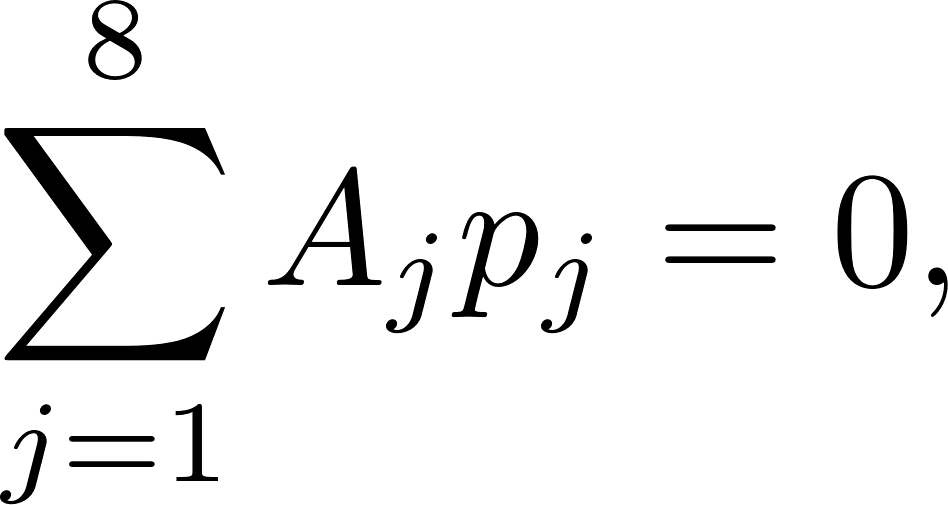 \sum_{j=1}^{8} A_j p_j = 0,